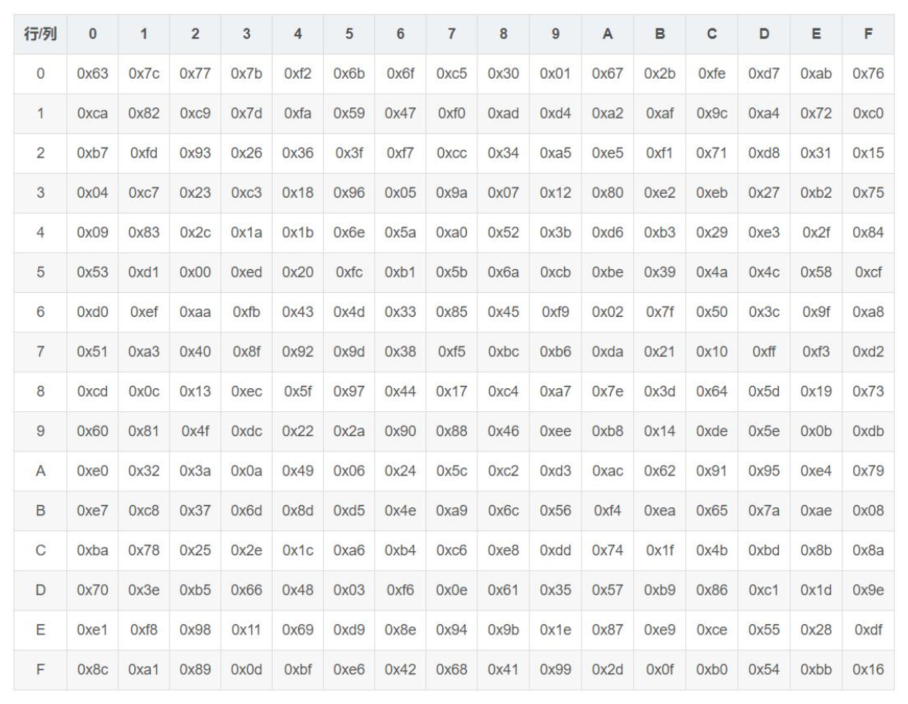 行/列 0 1 2 3 4 5 6 7 8 9 A B C D E F
0 0x63 0x7c 0x77 0x7b 0xf2 0x6b 0x6f 0xc5 0x30 0x01 0x67 0x2b 0xfe 0xd7 0xab 0x76
1 0xca 0x82 0xc9 0x7d 0xfa 0x59 0x47 0xf0 0xad 0xd4 0xa2 0xaf 0x9c 0xa4 0x72 0xc0
2 0xb7 0xfd 0x93 0x26 0x36 0x3f 0xf7 0xcc 0x34 0xa5 0xe5 0xf1 0x71 0xd8 0x31 0x15
3 0x04 0xc7 0x23 0xc3 0x18 0x96 0x05 0x9a 0x07 0x12 0x80 0xe2 0xeb 0x27 0xb2 0x75
4 0x09 0x83 0x2c 0x1a 0x1b 0x6e 0x5a 0xa0 0x52 0x3b 0xd6 0xb3 0x29 0xe3 0x2f 0x84
5 0x53 0xd1 0x00 0xed 0x20 0xfc 0xb1 0x5b 0x6a 0xcb 0xbe 0x39 0x4a 0x4c 0x58 0xcf
6 0xd0 0xef 0xaa 0xfb 0x43 0x4d 0x33 0x85 0x45 0xf9 0x02 0x7f 0x50 0x3c 0x9f 0xa8
7 0x51 0xa3 0x40 0x8f 0x92 0x9d 0x38 0xf5 0xbc 0xb6 0xda 0x21 0x10 0xff 0xf3 0xd2
8 0xcd 0x0c 0x13 0xec 0x5f 0x97 0x44 0x17 0xc4 0xa7 0x7e 0x3d 0x64 0x5d 0x19 0x73
9 0x60 0x81 0x4f 0xdc 0x22 0x2a 0x90 0x88 0x46 0xee 0xb8 0x14 0xde 0x5e 0x0b 0xdb
A 0xe0 0x32 0x3a 0x0a 0x49 0x06 0x24 0x5c 0xc2 0xd3 0xac 0x62 0x91 0x95 0xe4 0x79
B 0xe7 0xc8 0x37 0x6d 0x8d 0xd5 0x4e 0xa9 0x6c 0x56 0xf4 0xea 0x65 0x7a 0xae 0x08
C 0xba 0x78 0x25 0x2e 0x1c 0xa6 0xb4 0xc6 0xe8 0xdd 0x74 0x1f 0x4b 0xbd 0x8b 0x8a
D 0x70 0x3e 0xb5 0x66 0x48 0x03 0xf6 0x0e 0x61 0x35 0x57 0xb9 0x86 0xc1 0x1d 0x9e
E 0xe1 0xf8 0x98 0x11 0x69 0xd9 0x8e 0x94 0x9b 0x1e 0x87 0xe9 0xce 0x55 0x28 0xdf
F 0x8c 0xa1 0x89 0x0d 0xbf 0xe6 0x42 0x68 0x41 0x99 0x2d 0x0f 0xb0 0x54 0xbb 0x16